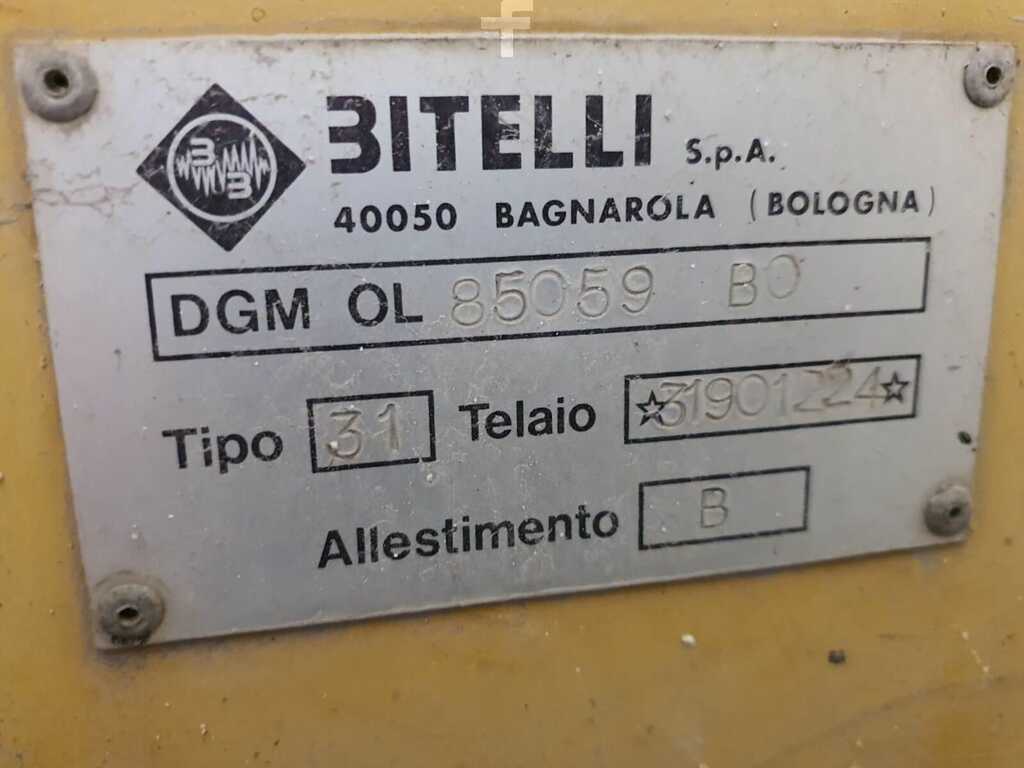 BITELLI S.p.A.
40050 BAGNAROLA (BOLOGNA)
DGM OL 85059 BO
Tipo 31 Telaio ☆31901224☆
Allestimento B